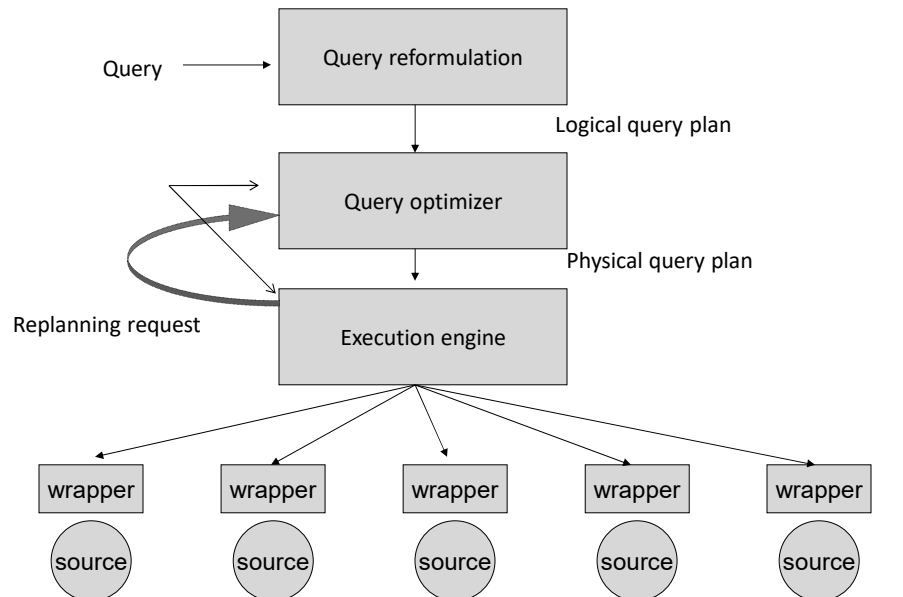 Query reformulation
Query
Logical query plan
Query optimizer
Physical query plan
Replanning request
Execution engine
wrapper wrapper wrapper wrapper wrapper
source source source source source